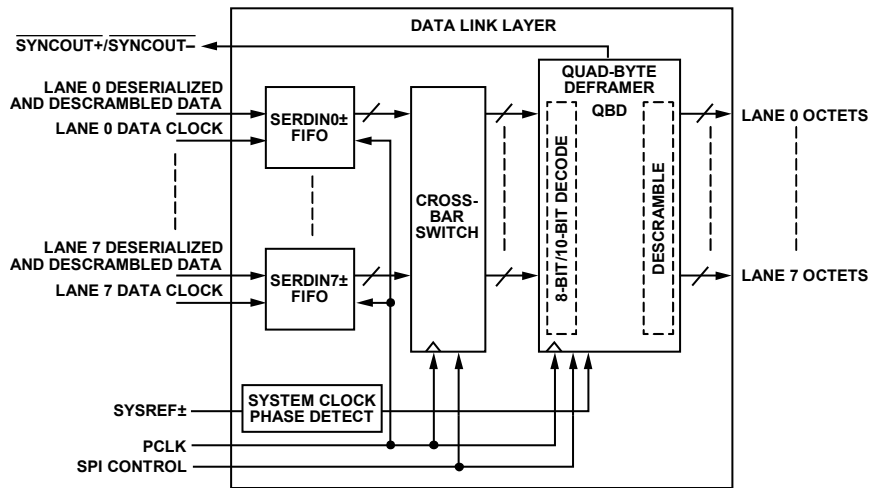 DATA LINK LAYER
SYNCOUT+/SYNCOUT–
QUAD-BYTE
DEFRAMER
QBD
LANE 0 DESERIALIZED
AND DESCRAMBLED DATA
LANE 0 DATA CLOCK
SERDIN0±
FIFO
LANE 0 OCTETS
CROSS-
BAR
SWITCH
8-BIT/10-BIT DECODE
DESCRAMBLE
LANE 7 DESERIALIZED
AND DESCRAMBLED DATA
LANE 7 DATA CLOCK
SERDIN7±
FIFO
LANE 7 OCTETS
SYSREF±
SYSTEM CLOCK
PHASE DETECT
PCLK
SPI CONTROL